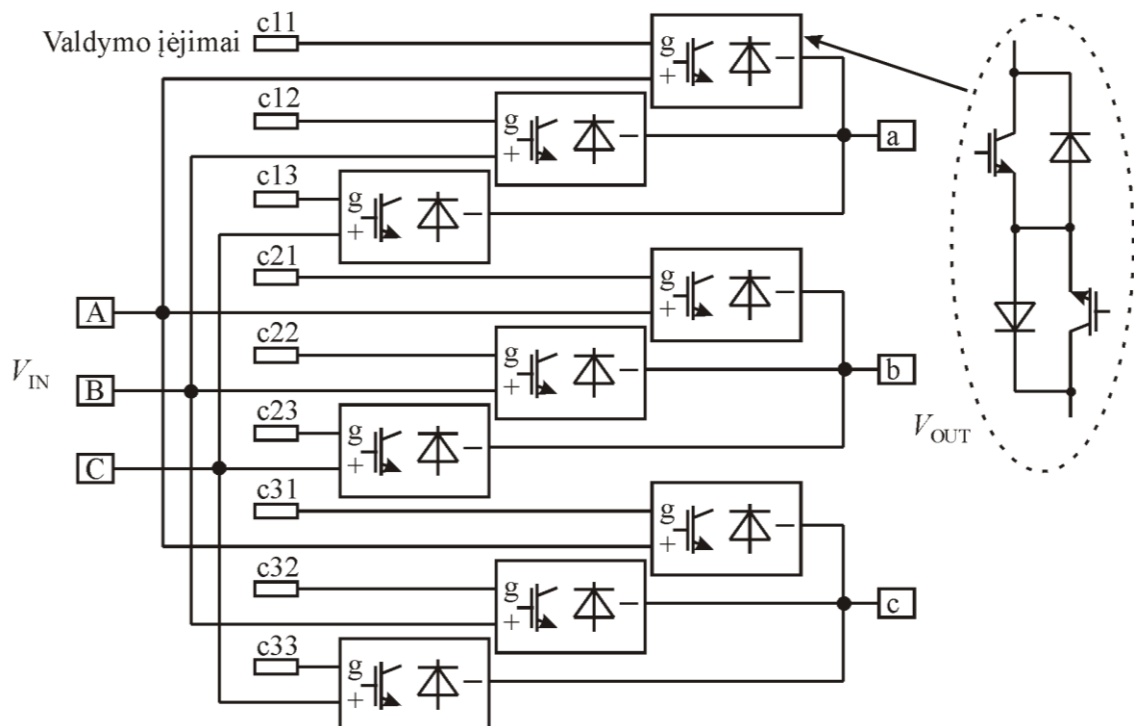 c11
Valdymo įėjimai
g
+
−
c12
g
+
−
a
c13
g
+
−
c21
g
+
−
A
c22
g
+
−
V_IN
B
b
c23
g
+
−
V_OUT
C
c31
g
+
−
c32
g
+
−
c
c33
g
+
−